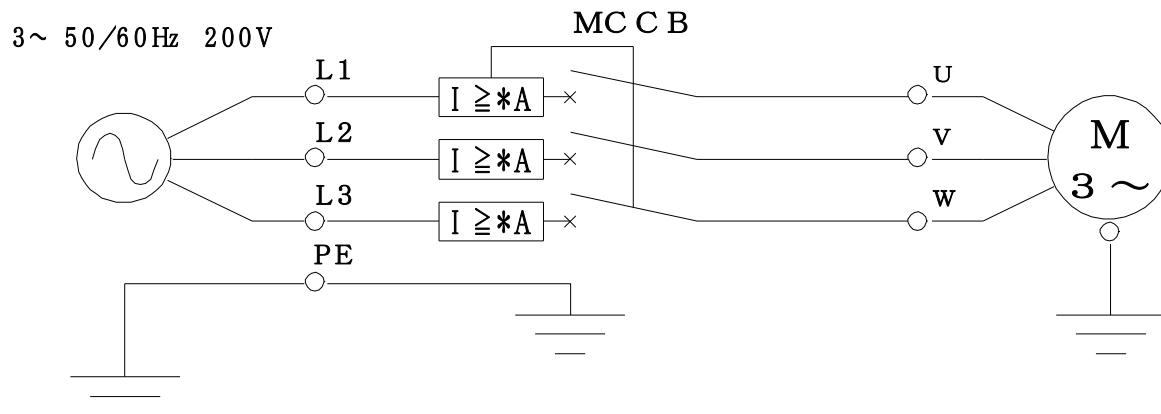 MCCB
3~ 50/60Hz 200V
L1
I ≧*A
U
L2
I ≧*A
V
M
3 ~
L3
I ≧*A
W
PE